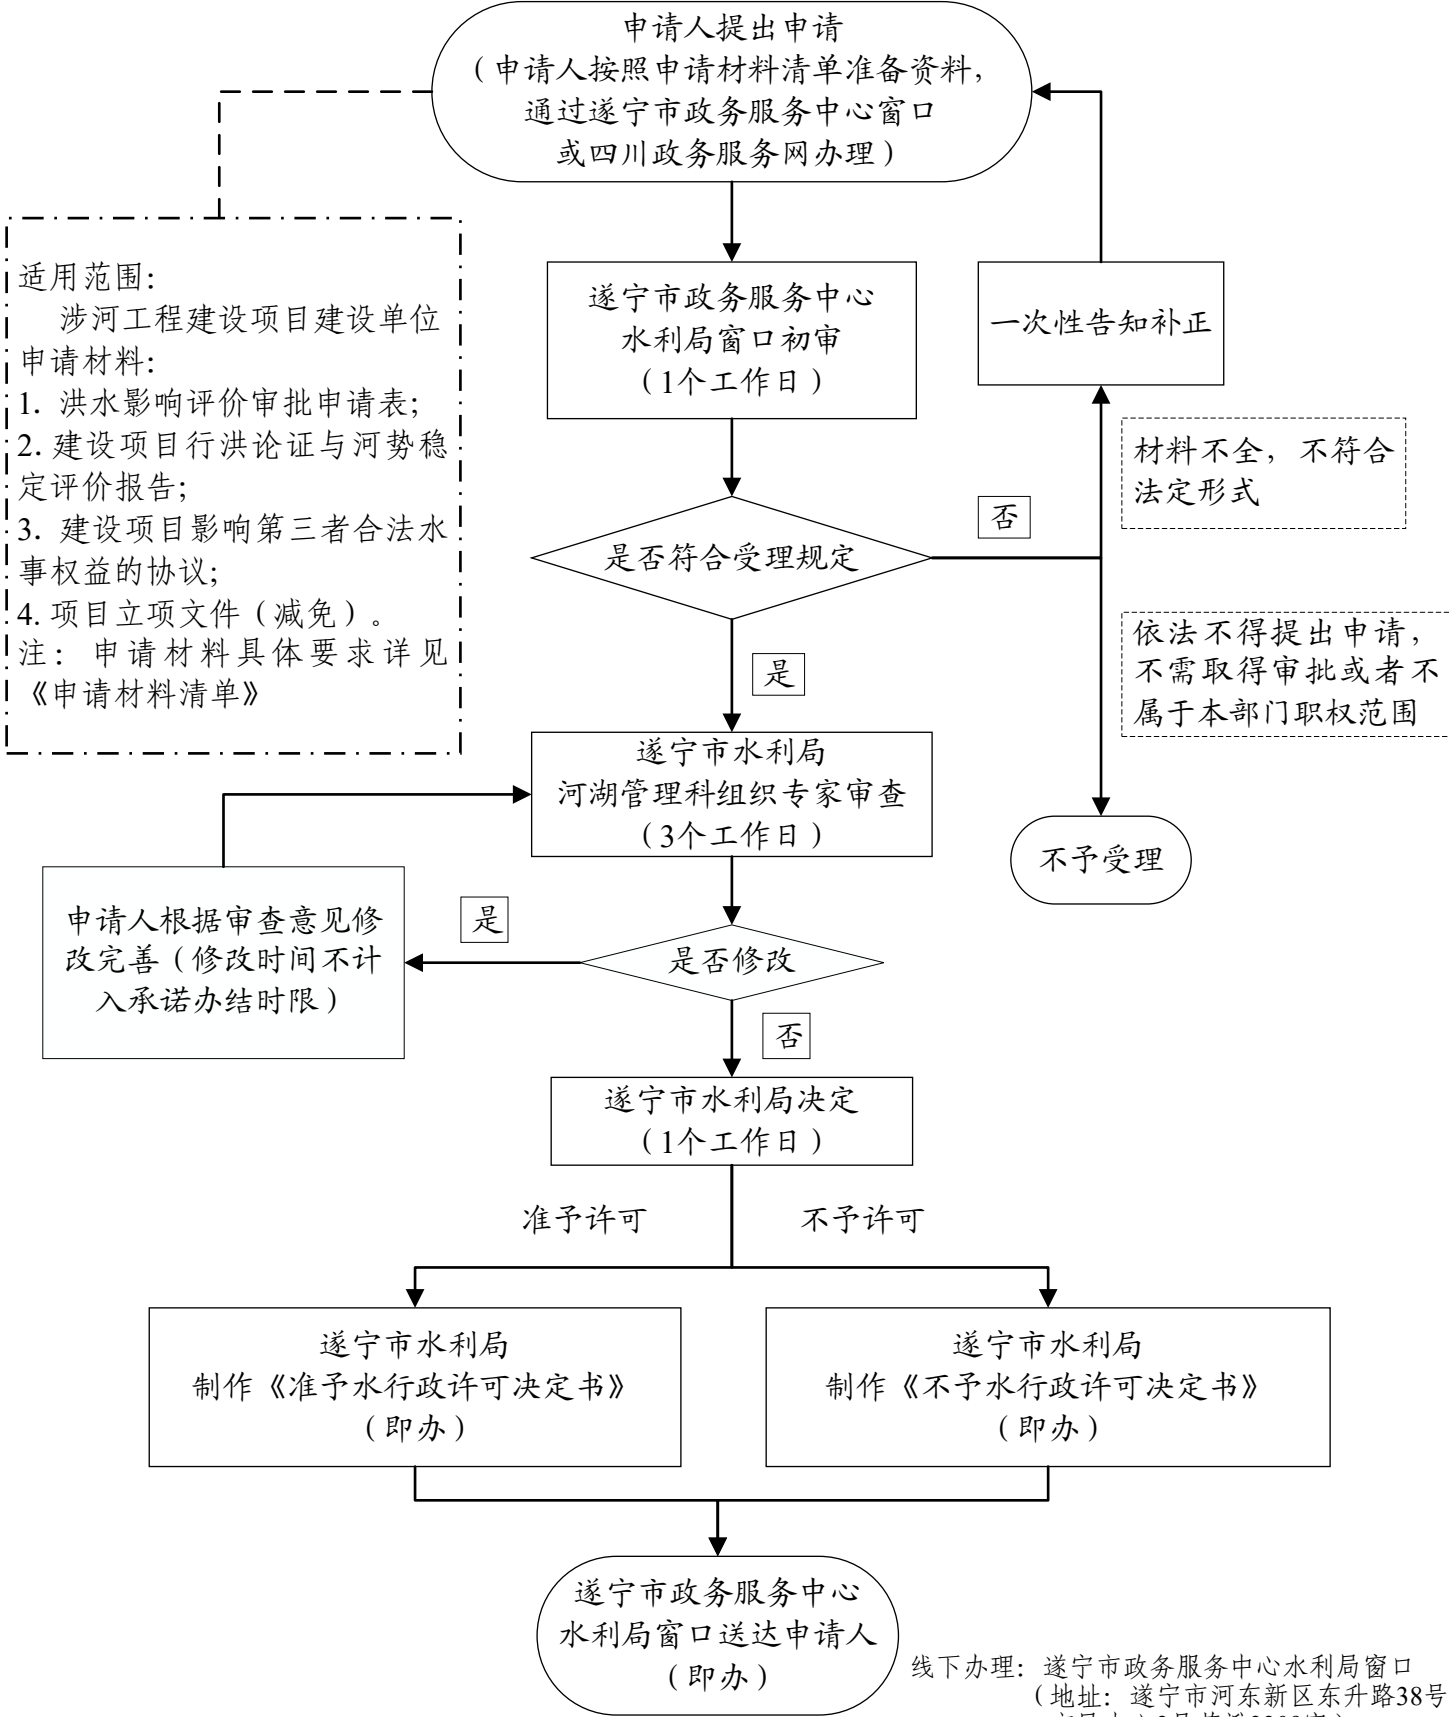 申请人提出申请
（申请人按照申请材料清单准备资料，
通过遂宁市政务服务中心窗口
或四川政务服务网办理）
适用范围：
涉河工程建设项目建设单位
申请材料：
1. 洪水影响评价审批申请表；
2. 建设项目行洪论证与河势稳
定评价报告；
3. 建设项目影响第三者合法水
事权益的协议；
4. 项目立项文件（减免）。
注：申请材料具体要求详见
《申请材料清单》
遂宁市政务服务中心
水利局窗口初审
（1个工作日）
一次性告知补正
材料不全，不符合
法定形式
否
是否符合受理规定
依法不得提出申请，
不需取得审批或者不
属于本部门职权范围
是
遂宁市水利局
河湖管理科组织专家审查
（3个工作日）
不予受理
申请人根据审查意见修
改完善（修改时间不计
入承诺办结时限）
是
是否修改
否
遂宁市水利局决定
（1个工作日）
准予许可
不予许可
遂宁市水利局
制作《准予水行政许可决定书》
（即办）
遂宁市水利局
制作《不予水行政许可决定书》
（即办）
遂宁市政务服务中心
水利局窗口送达申请人
（即办）
线下办理：遂宁市政务服务中心水利局窗口
（地址：遂宁市河东新区东升路38号